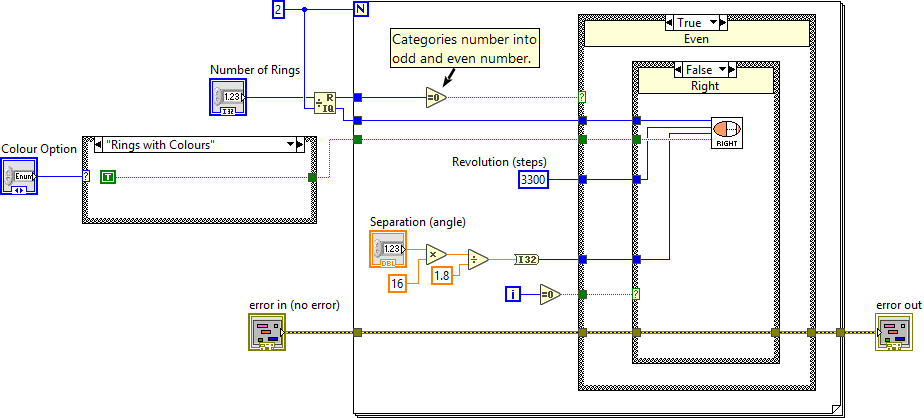 2
N
True
Even
Categories number into
odd and even number.
False
Right
Number of Rings
1.23
I32
÷ R
IQ
=0
?
RIGHT
"Rings with Colours"
Colour Option
Enum
?
T
Revolution (steps)
3300
Separation (angle)
1.23
DBL
×
÷
I32
16
1.8
i
=0
?
error in (no error)
error out